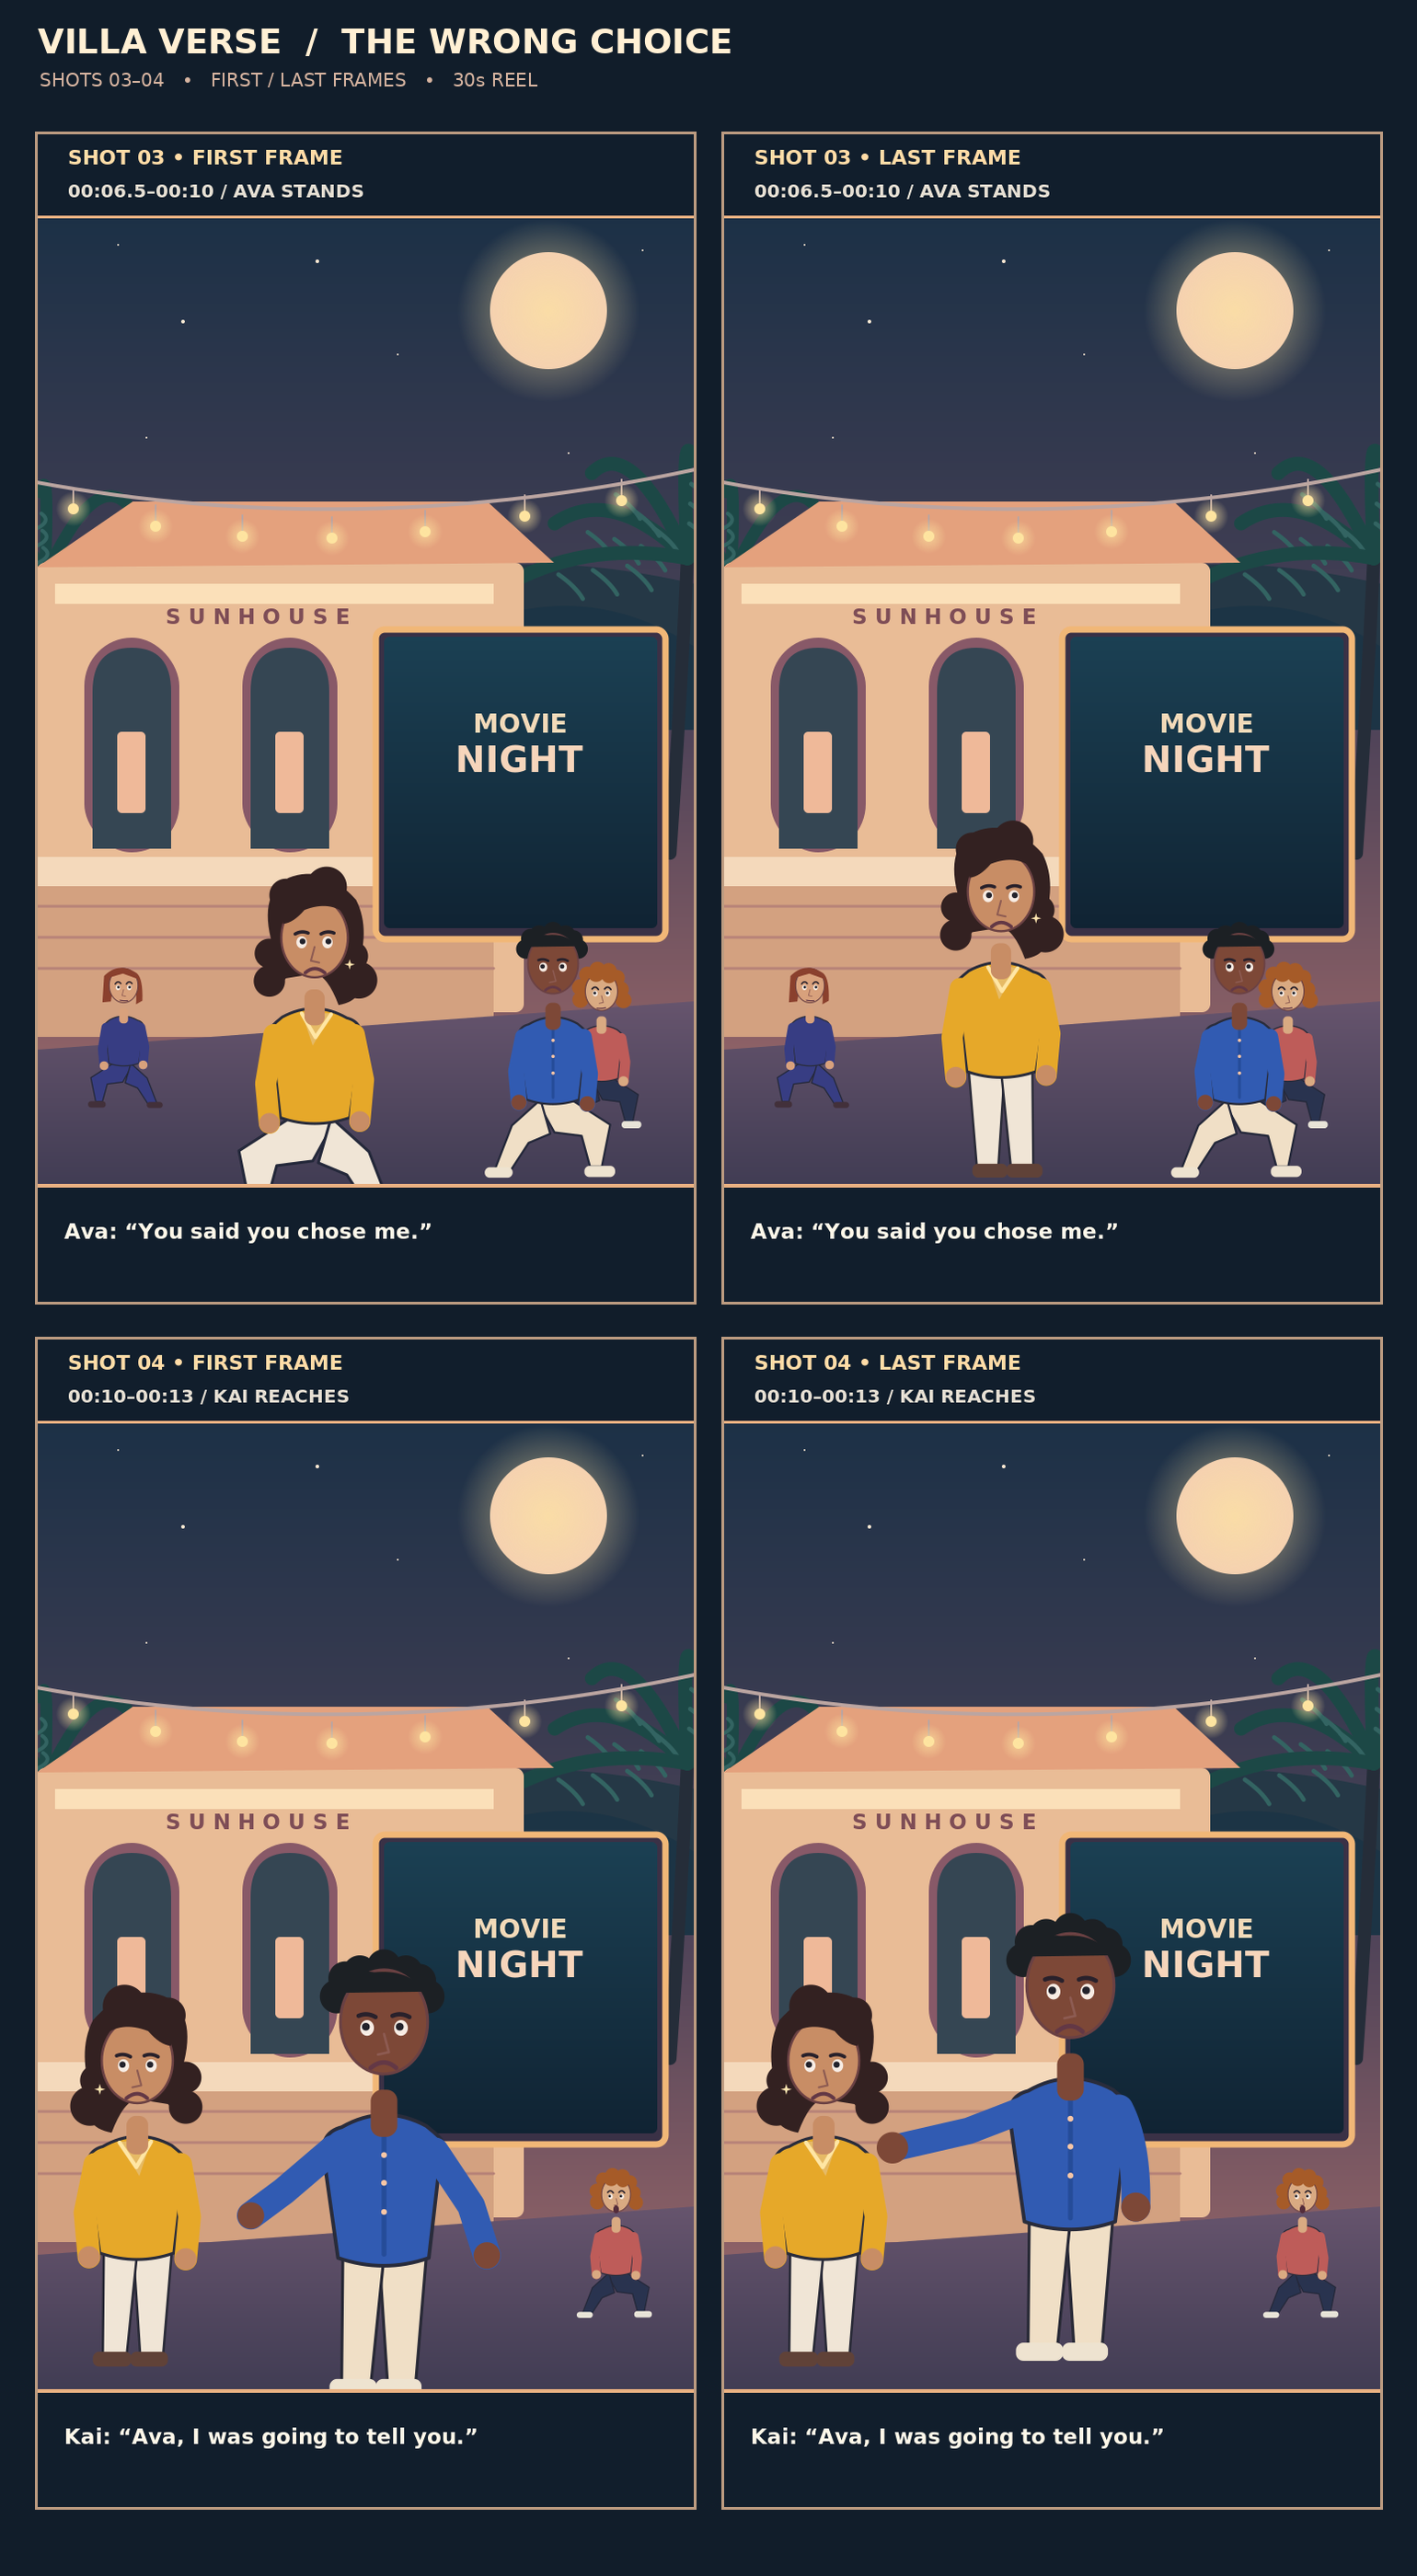 VILLA VERSE / THE WRONG CHOICE
SHOTS 03–04 • FIRST / LAST FRAMES • 30s REEL
SHOT 03 • FIRST FRAME
00:06.5–00:10 / AVA STANDS
SUNHOUSE
MOVIE
NIGHT
Ava: “You said you chose me.”
SHOT 03 • LAST FRAME
00:06.5–00:10 / AVA STANDS
SUNHOUSE
MOVIE
NIGHT
Ava: “You said you chose me.”
SHOT 04 • FIRST FRAME
00:10–00:13 / KAI REACHES
SUNHOUSE
MOVIE
NIGHT
Kai: “Ava, I was going to tell you.”
SHOT 04 • LAST FRAME
00:10–00:13 / KAI REACHES
SUNHOUSE
MOVIE
NIGHT
Kai: “Ava, I was going to tell you.”